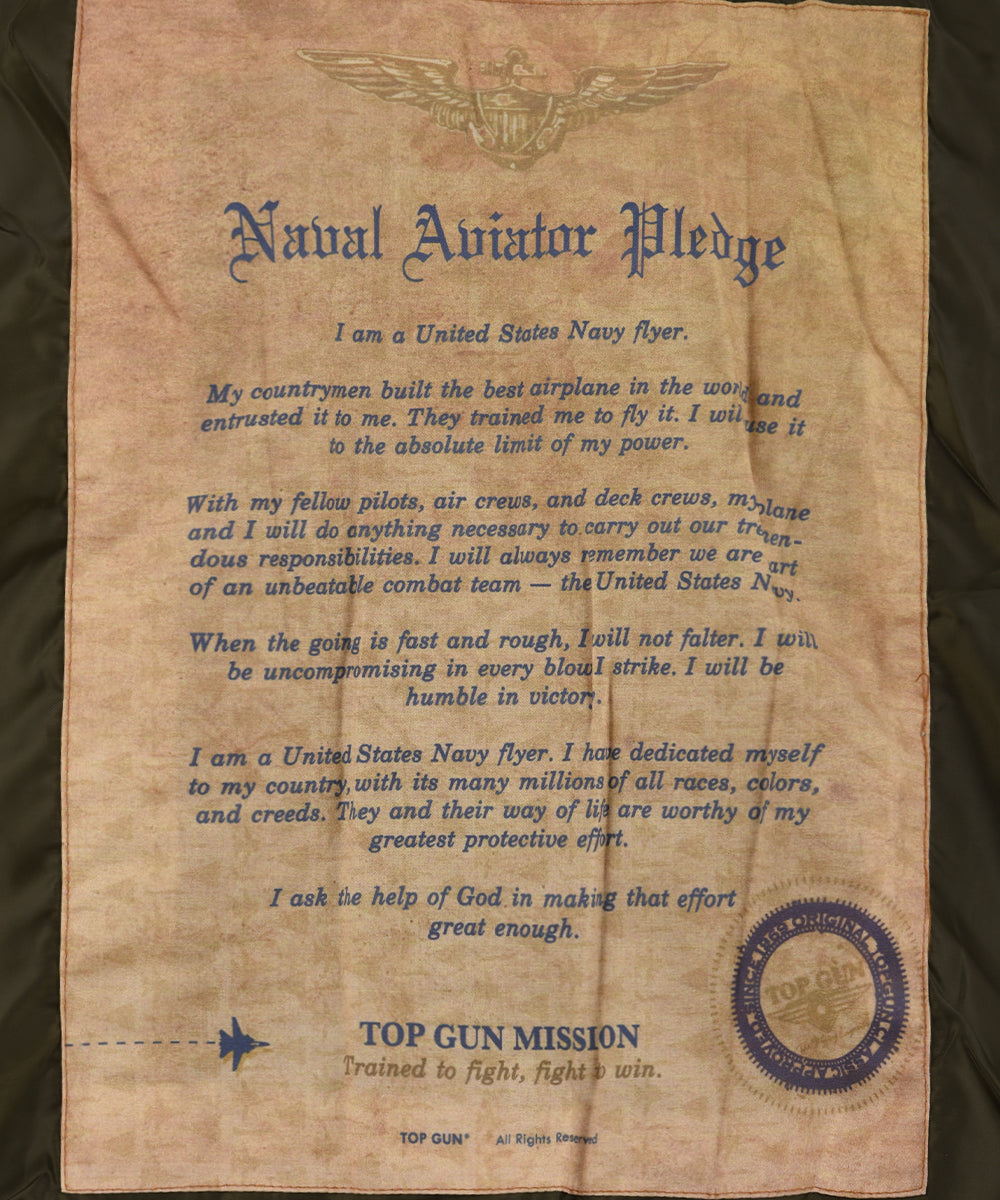 Naval Aviator Pledge
I am a United States Navy flyer.
My countrymen built the best airplane in the world and
entrusted it to me. They trained me to fly it. I will use it
to the absolute limit of my power.
With my fellow pilots, air crews, and deck crews, my plane
and I will do anything necessary to carry out our tremen-
dous responsibilities. I will always remember we are part
of an unbeatable combat team — the United States Navy.
When the going is fast and rough, I will not falter. I will
be uncompromising in every blow I strike. I will be
humble in victory.
I am a United States Navy flyer. I have dedicated myself
to my country, with its many millions of all races, colors,
and creeds. They and their way of life are worthy of my
greatest protective effort.
I ask the help of God in making that effort
great enough.
TOP GUN MISSION
Trained to fight, fight to win.
TOP GUN® All Rights Reserved
ORIGINAL TOPGUN CLASSIC APPROVED SINCE 1969
TOP GUN